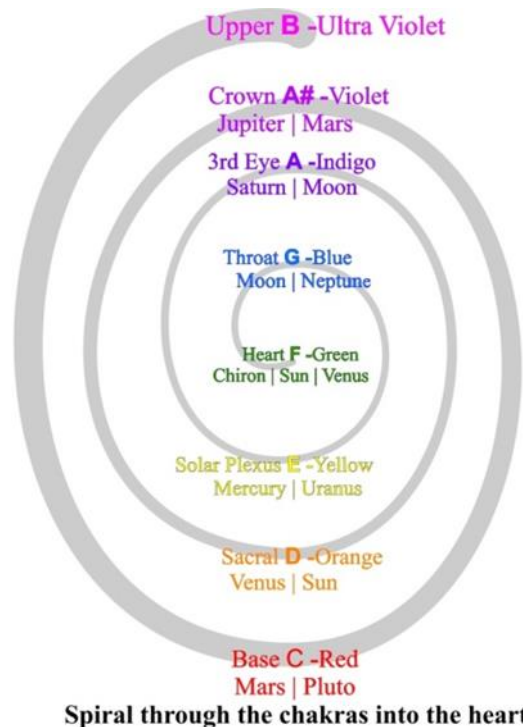 Upper B -Ultra Violet
Crown A# -Violet
Jupiter | Mars
3rd Eye A -Indigo
Saturn | Moon
Throat G -Blue
Moon | Neptune
Heart F -Green
Chiron | Sun | Venus
Solar Plexus E -Yellow
Mercury | Uranus
Sacral D -Orange
Venus | Sun
Base C -Red
Mars | Pluto
Spiral through the chakras into the heart